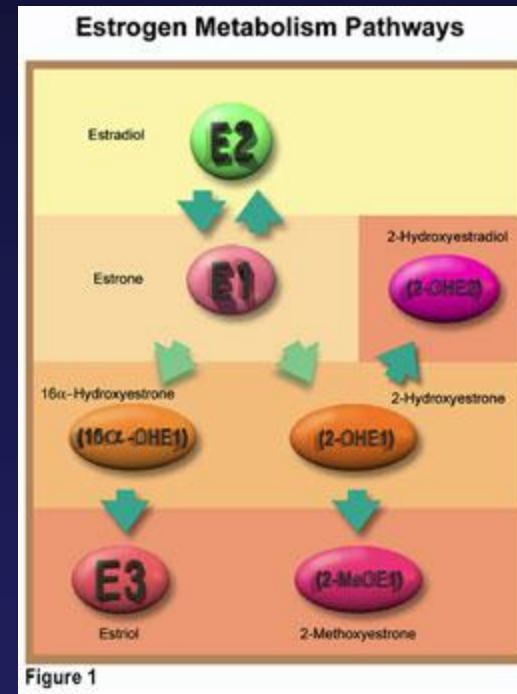 Estrogen Metabolism Pathways
Estradiol
E2
2-Hydroxyestradiol
Estrone
E1
(2-OHE2)
16α-Hydroxyestrone
2-Hydroxyestrone
(16α-OHE1)
(2-OHE1)
E3
(2-MeOE1)
Estriol
2-Methoxyestrone
Figure 1